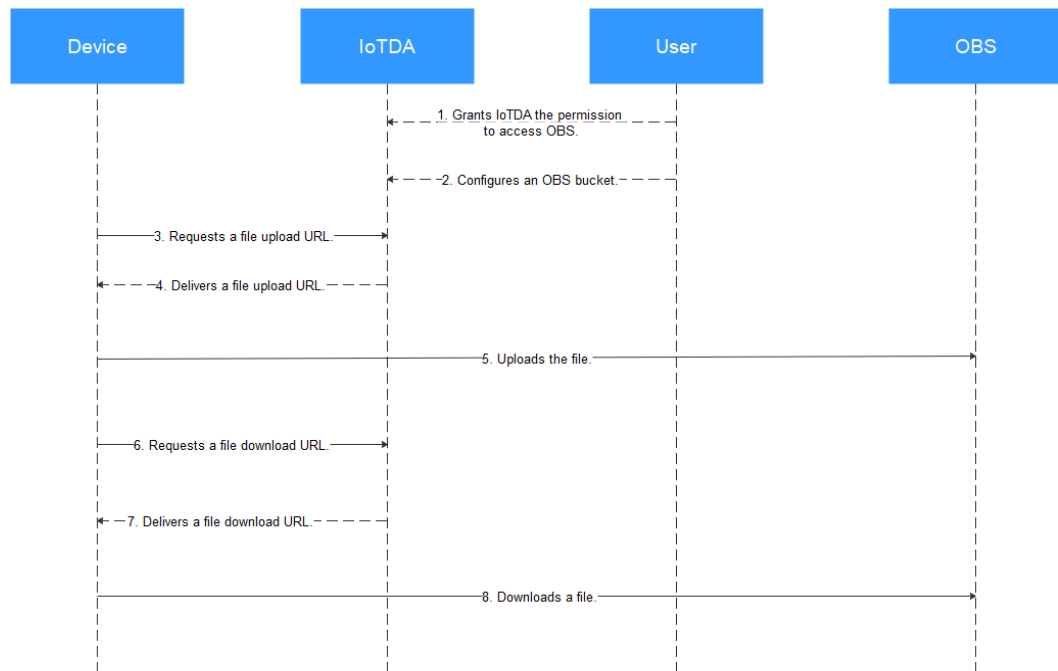 Device
IoTDA
User
OBS
1. Grants IoTDA the permission
to access OBS.
2. Configures an OBS bucket.
3. Requests a file upload URL.
4. Delivers a file upload URL.
5. Uploads the file.
6. Requests a file download URL.
7. Delivers a file download URL.
8. Downloads a file.